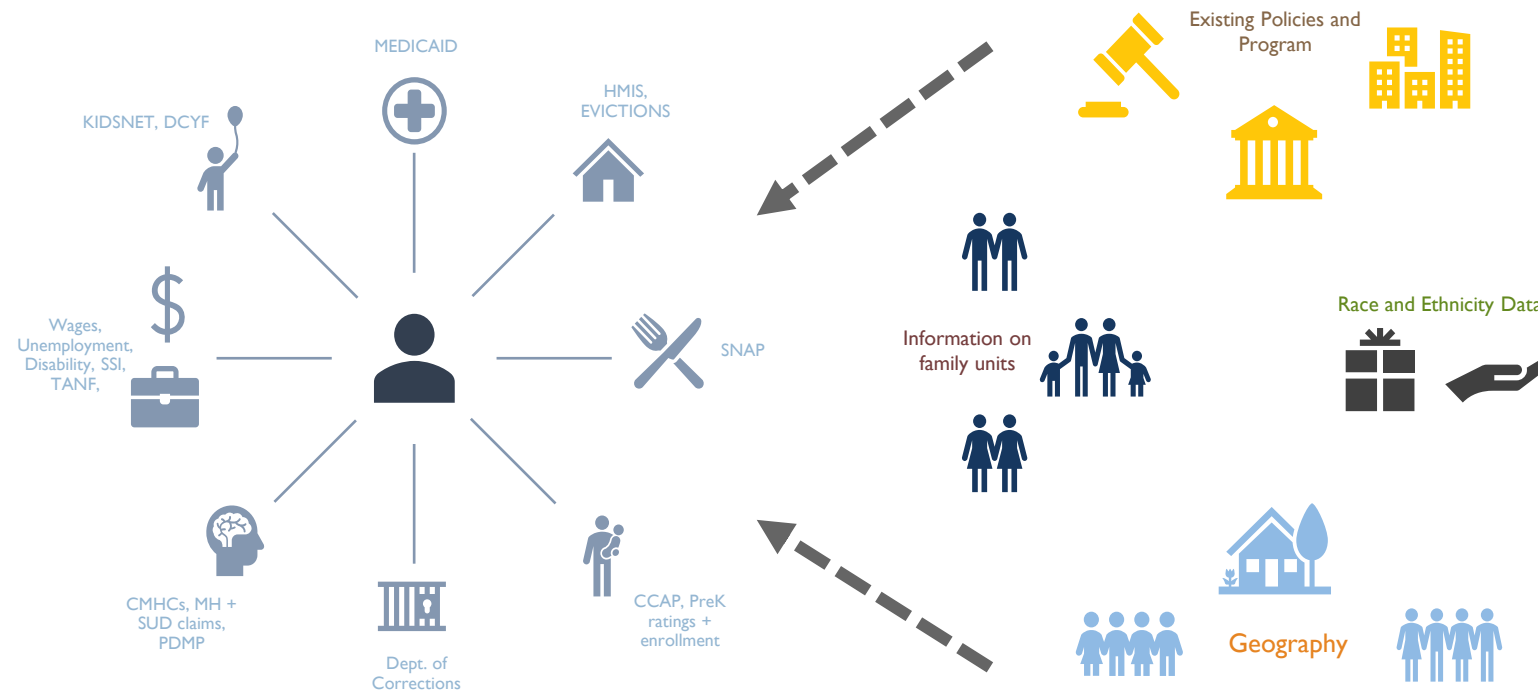 MEDICAID
HMIS,
EVICTIONS
KIDSNET, DCYF
Wages,
Unemployment,
Disability, SSI,
TANF,
SNAP
CMHCs, MH +
SUD claims,
PDMP
Dept. of
Corrections
CCAP, PreK
ratings +
enrollment
Existing Policies and
Program
Information on
family units
Race and Ethnicity Data
Geography